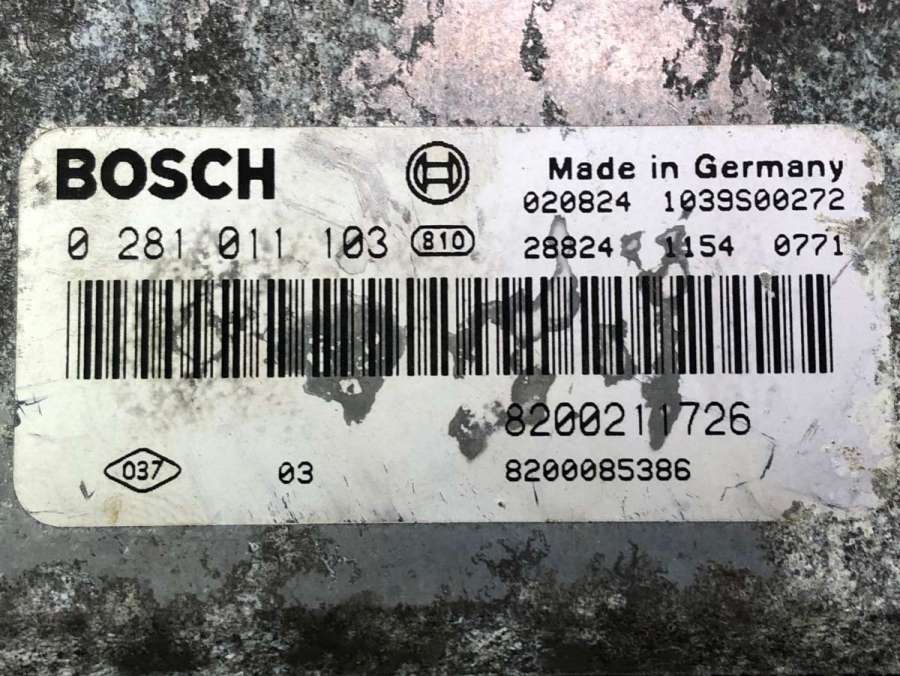 BOSCH
Made in Germany
020824 1039S00272
0 281 011 103 810
28824 1154 0771
8200211726
037 03 8200085386